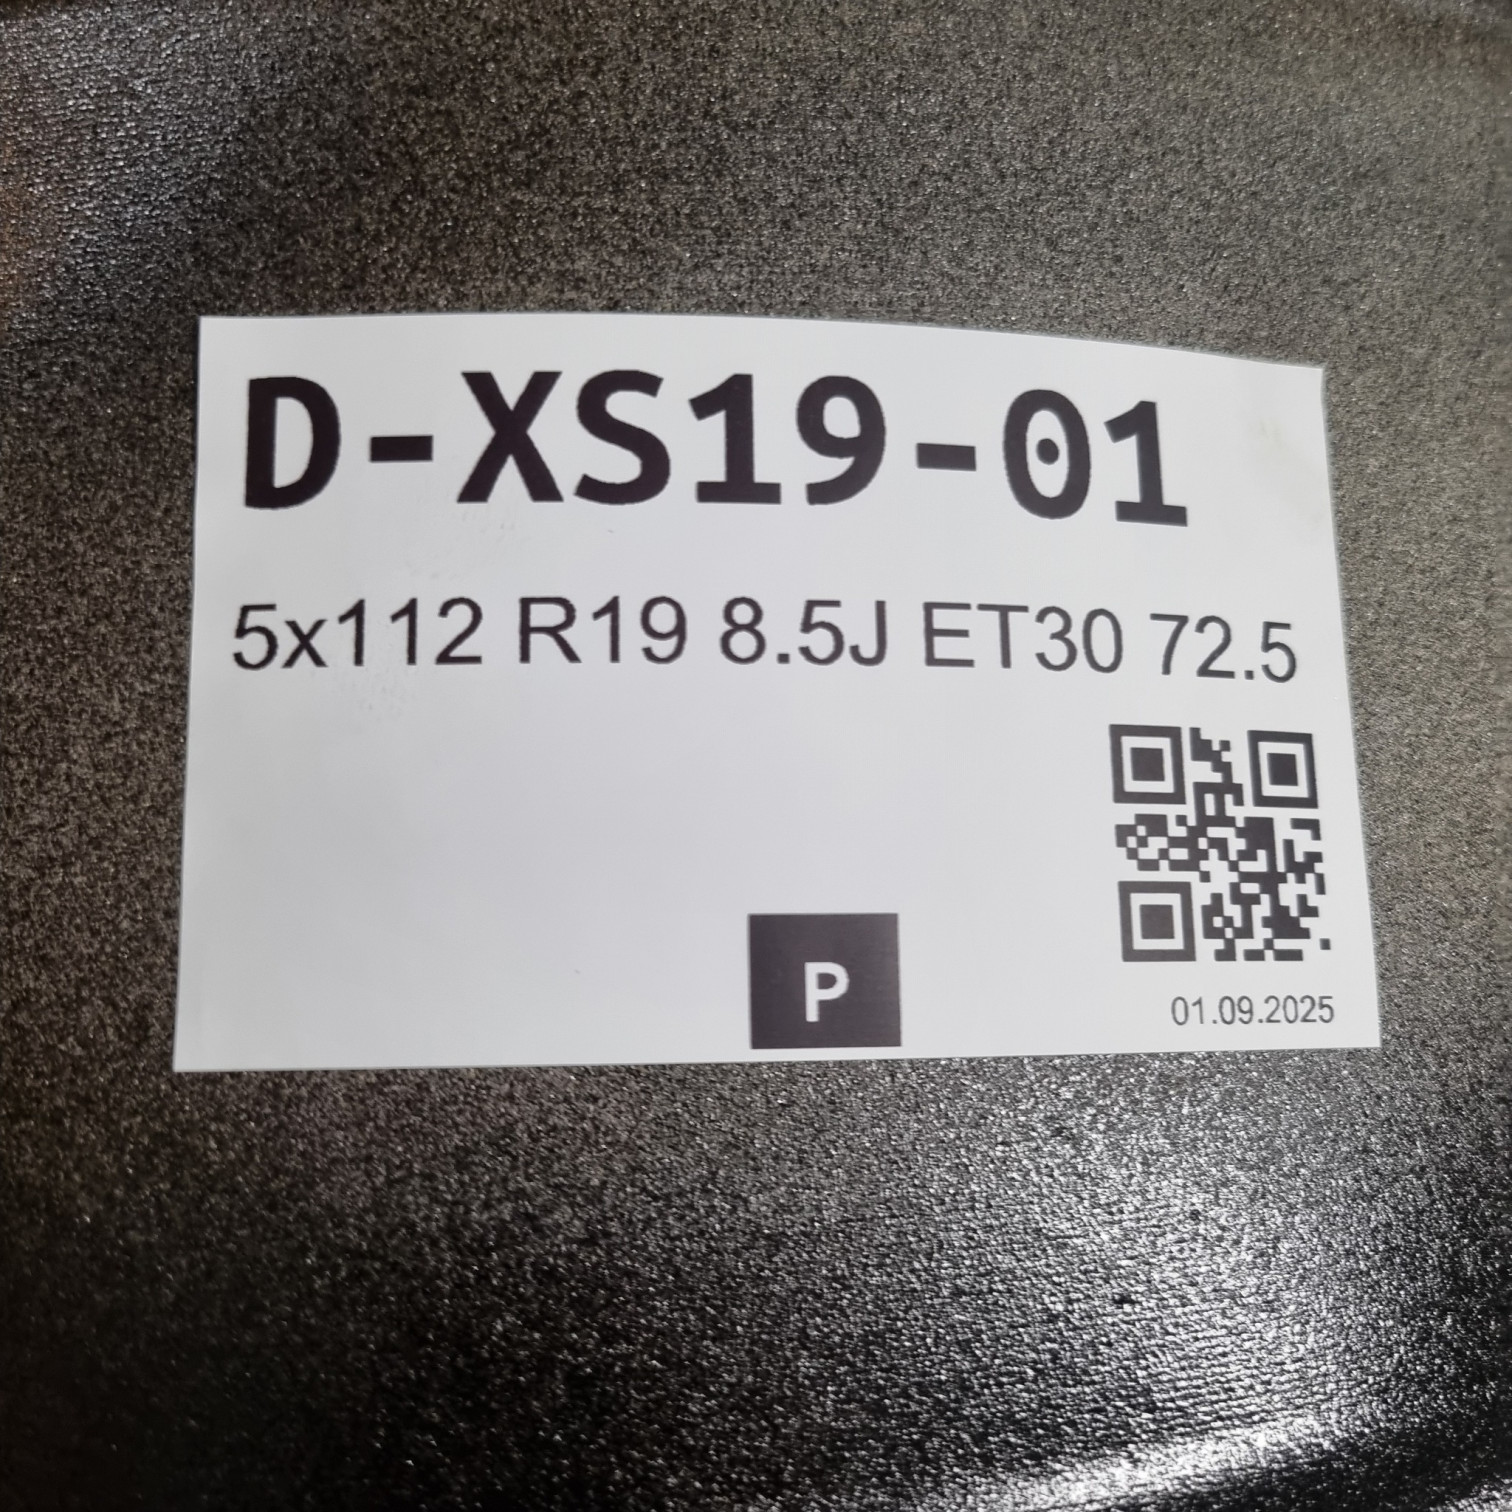 D-XS19-01
5x112 R19 8.5J ET30 72.5
P
01.09.2025